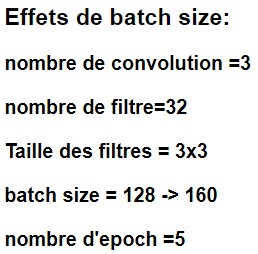 Effets de batch size:
nombre de convolution =3
nombre de filtre=32
Taille des filtres = 3x3
batch size = 128 -> 160
nombre d'epoch =5